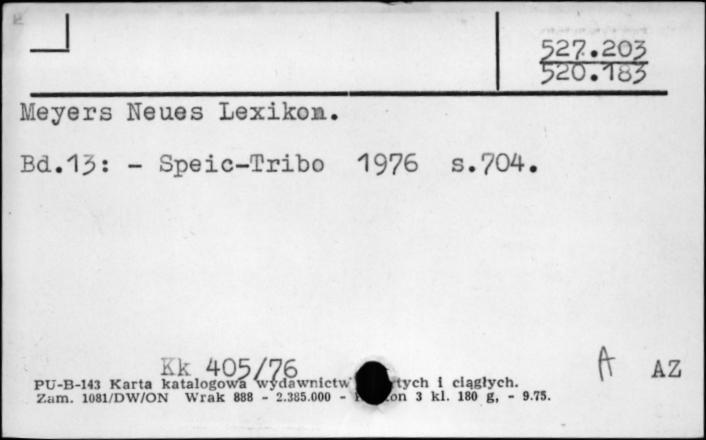 527.203
520.183
Meyers Neues Lexikon.
Bd.13: - Speic-Tribo 1976 s.704.
Kk 405/76
A AZ
PU-B-143 Karta katalogowa wydawnictw tych i ciągłych.
Zam. 1081/DW/ON Wrak 888 - 2.385.000 - on 3 kl. 180 g, - 9.75.